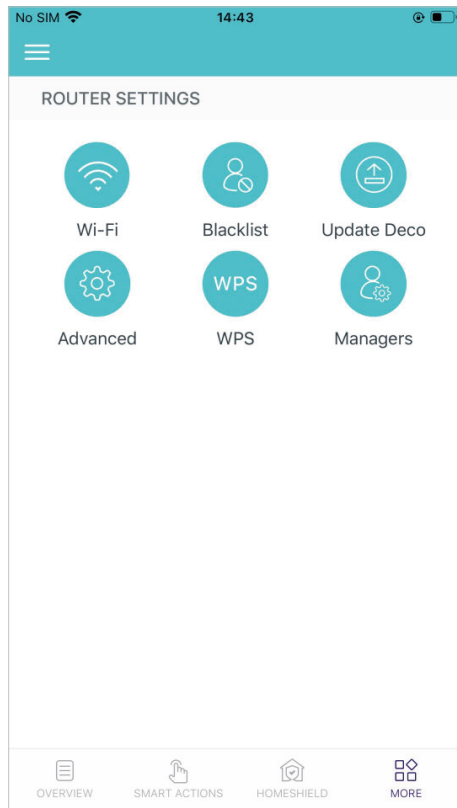 No SIM 14:43
ROUTER SETTINGS
Wi-Fi Blacklist Update Deco
WPS
Advanced WPS Managers
OVERVIEW SMART ACTIONS HOMESHIELD MORE